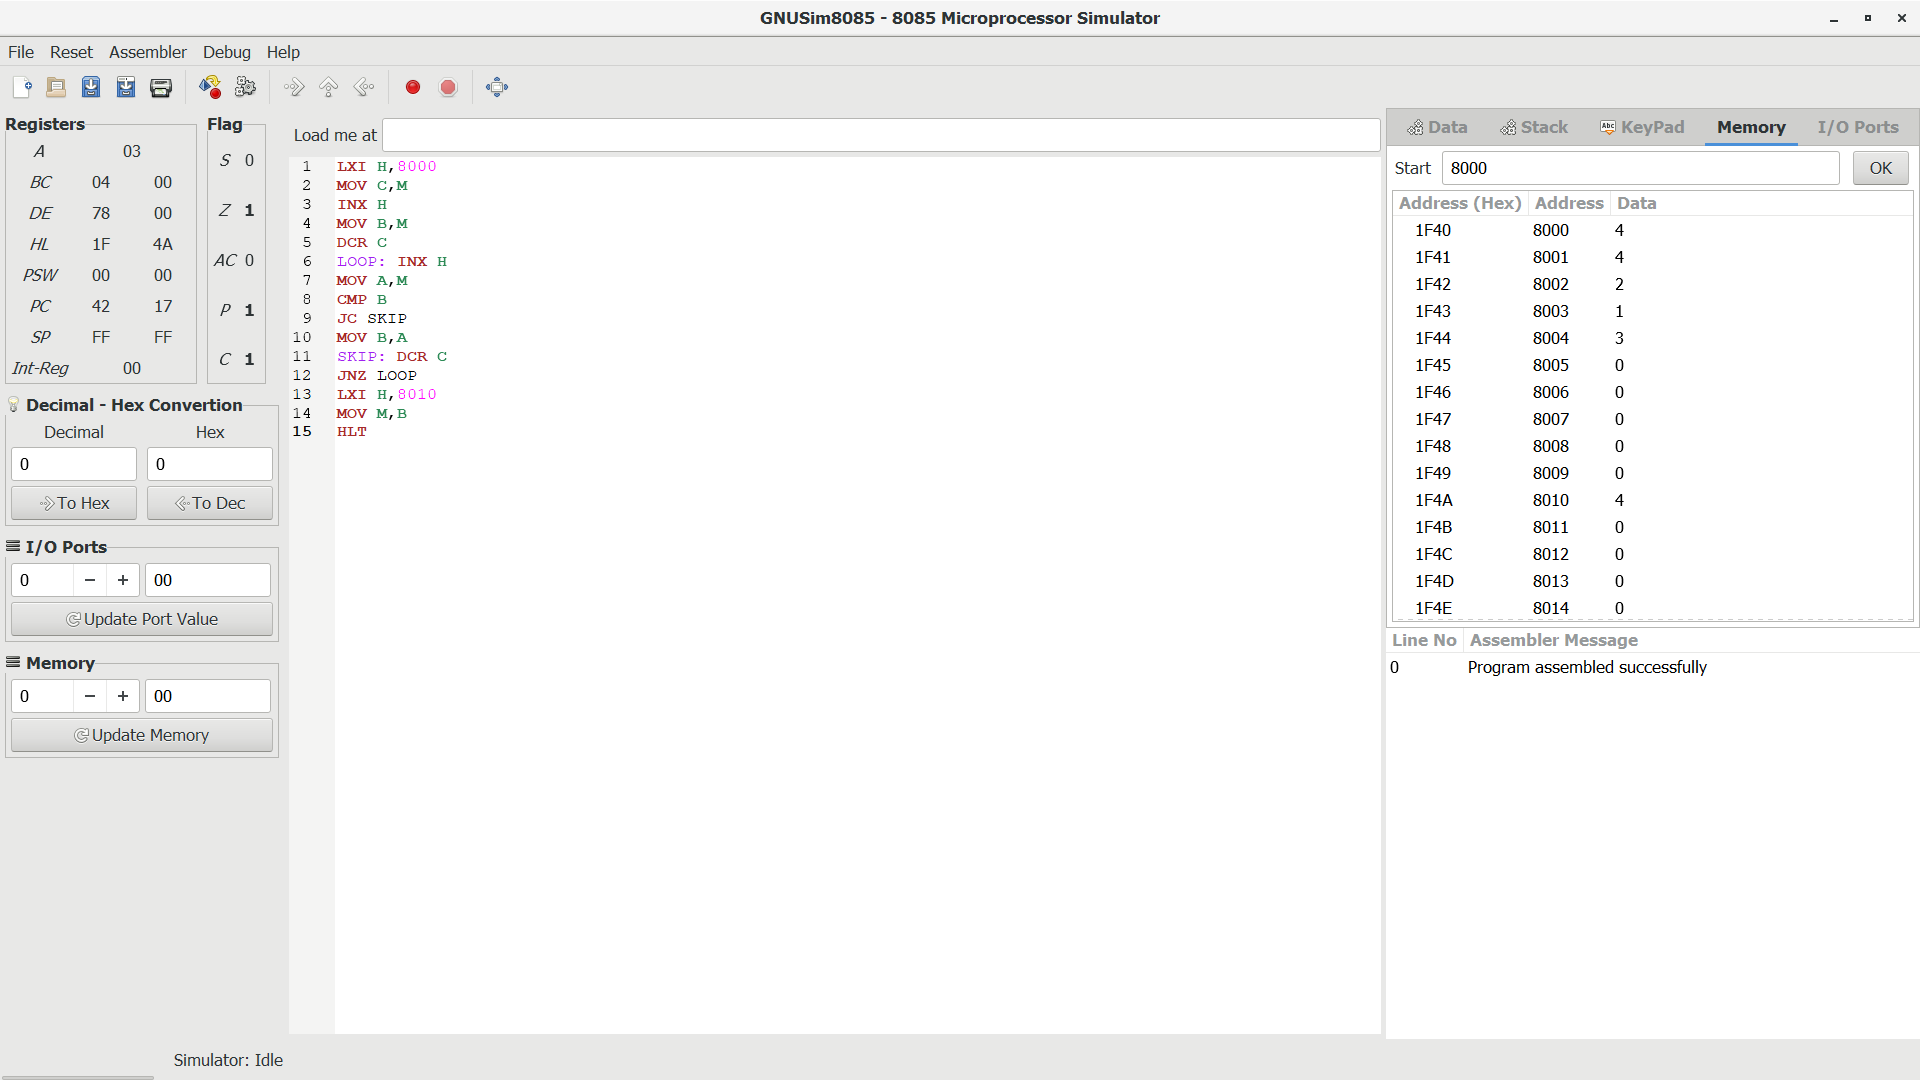 GNUSim8085 - 8085 Microprocessor Simulator
File Reset Assembler Debug Help
Registers
A 03
BC 04 00
DE 78 00
HL 1F 4A
PSW 00 00
PC 42 17
SP FF FF
Int-Reg 00
Flag
S 0
Z 1
AC 0
P 1
C 1
Decimal - Hex Convertion
Decimal Hex
0 0
To Hex To Dec
I/O Ports
0 − + 00
Update Port Value
Memory
0 − + 00
Update Memory
Load me at
1 LXI H,8000
2 MOV C,M
3 INX H
4 MOV B,M
5 DCR C
6 LOOP: INX H
7 MOV A,M
8 CMP B
9 JC SKIP
10 MOV B,A
11 SKIP: DCR C
12 JNZ LOOP
13 LXI H,8010
14 MOV M,B
15 HLT
Data Stack Abc KeyPad Memory I/O Ports
Start 8000 OK
Address (Hex) Address Data
1F40 8000 4
1F41 8001 4
1F42 8002 2
1F43 8003 1
1F44 8004 3
1F45 8005 0
1F46 8006 0
1F47 8007 0
1F48 8008 0
1F49 8009 0
1F4A 8010 4
1F4B 8011 0
1F4C 8012 0
1F4D 8013 0
1F4E 8014 0
Line No Assembler Message
0 Program assembled successfully
Simulator: Idle